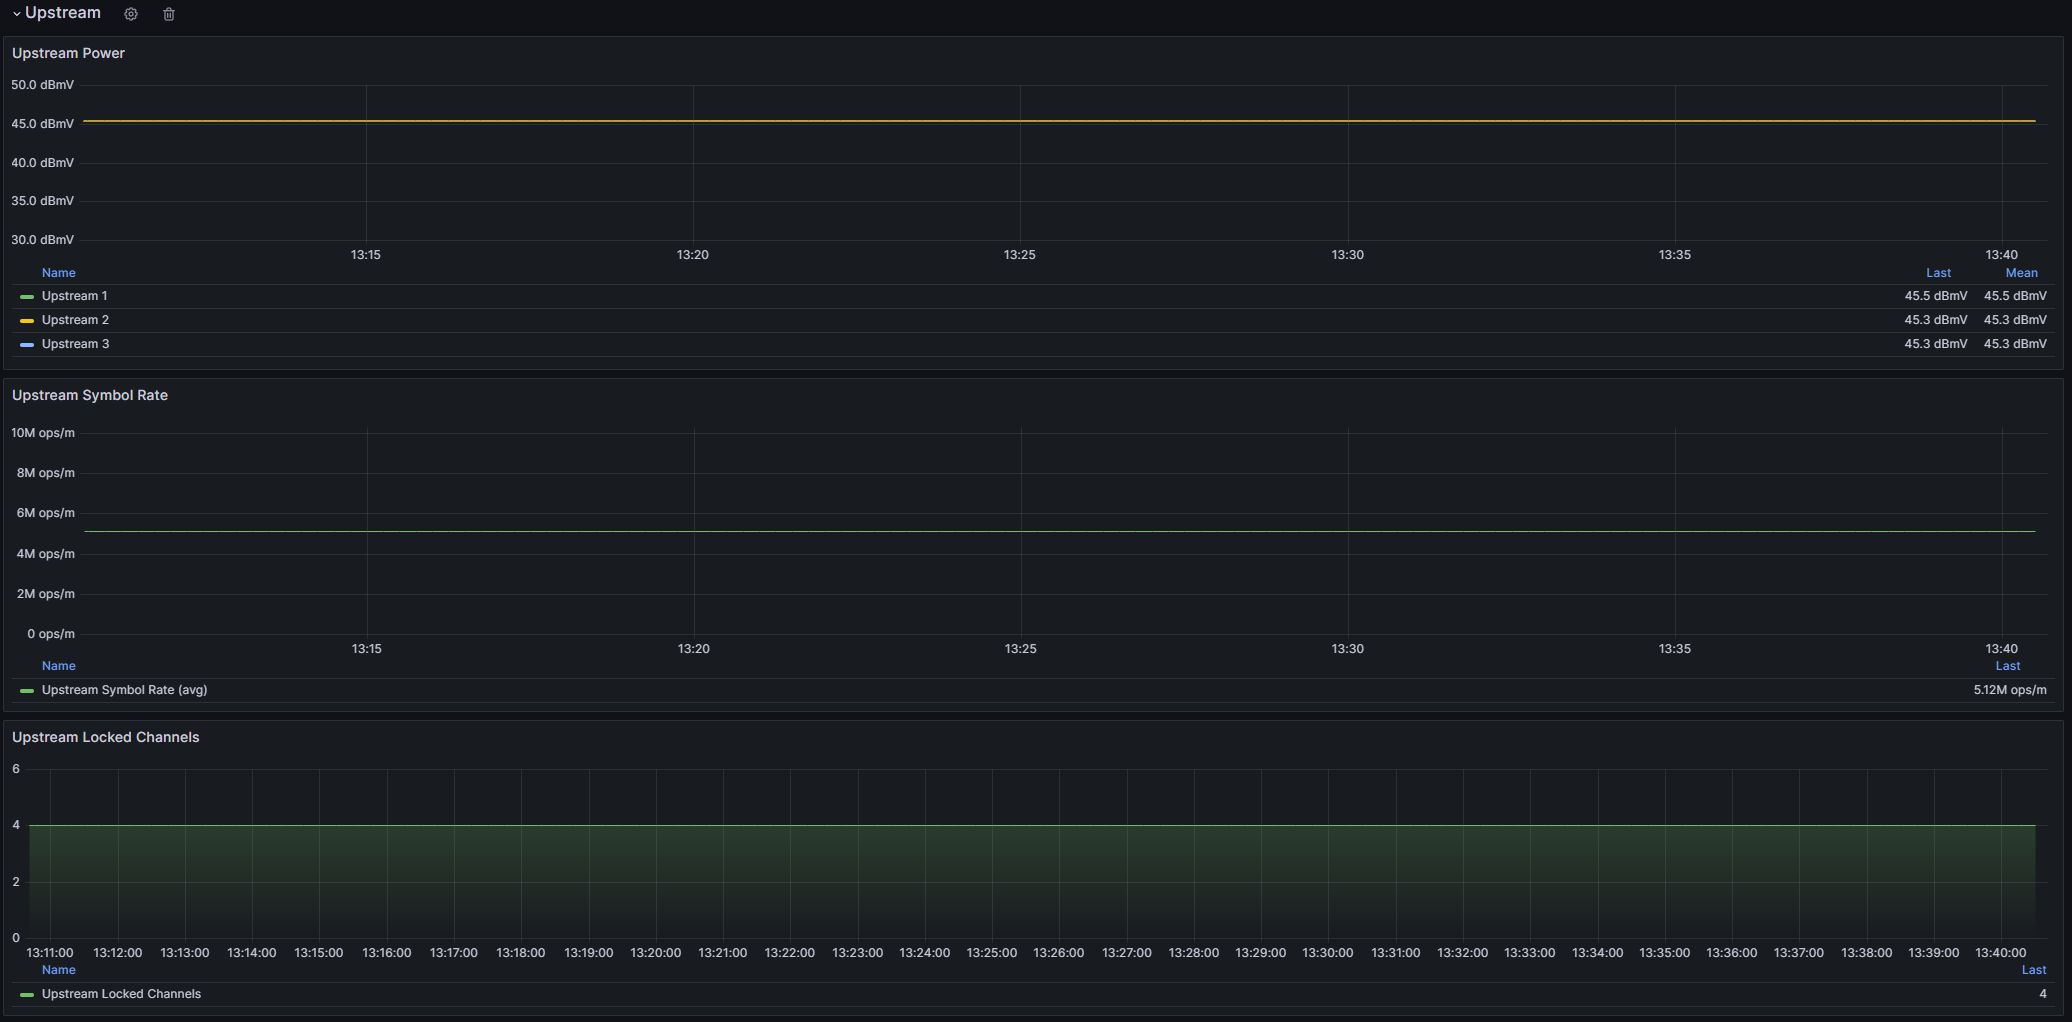 Upstream
Upstream Power
50.0 dBmV
45.0 dBmV
40.0 dBmV
35.0 dBmV
30.0 dBmV
13:15 13:20 13:25 13:30 13:35 13:40
Name Last Mean
Upstream 1 45.5 dBmV 45.5 dBmV
Upstream 2 45.3 dBmV 45.3 dBmV
Upstream 3 45.3 dBmV 45.3 dBmV
Upstream Symbol Rate
10M ops/m
8M ops/m
6M ops/m
4M ops/m
2M ops/m
0 ops/m
13:15 13:20 13:25 13:30 13:35 13:40
Name Last
Upstream Symbol Rate (avg) 5.12M ops/m
Upstream Locked Channels
6
4
2
0
13:11:00 13:12:00 13:13:00 13:14:00 13:15:00 13:16:00 13:17:00 13:18:00 13:19:00 13:20:00 13:21:00 13:22:00 13:23:00 13:24:00 13:25:00 13:26:00 13:27:00 13:28:00 13:29:00 13:30:00 13:31:00 13:32:00 13:33:00 13:34:00 13:35:00 13:36:00 13:37:00 13:38:00 13:39:00 13:40:00
Name Last
Upstream Locked Channels 4